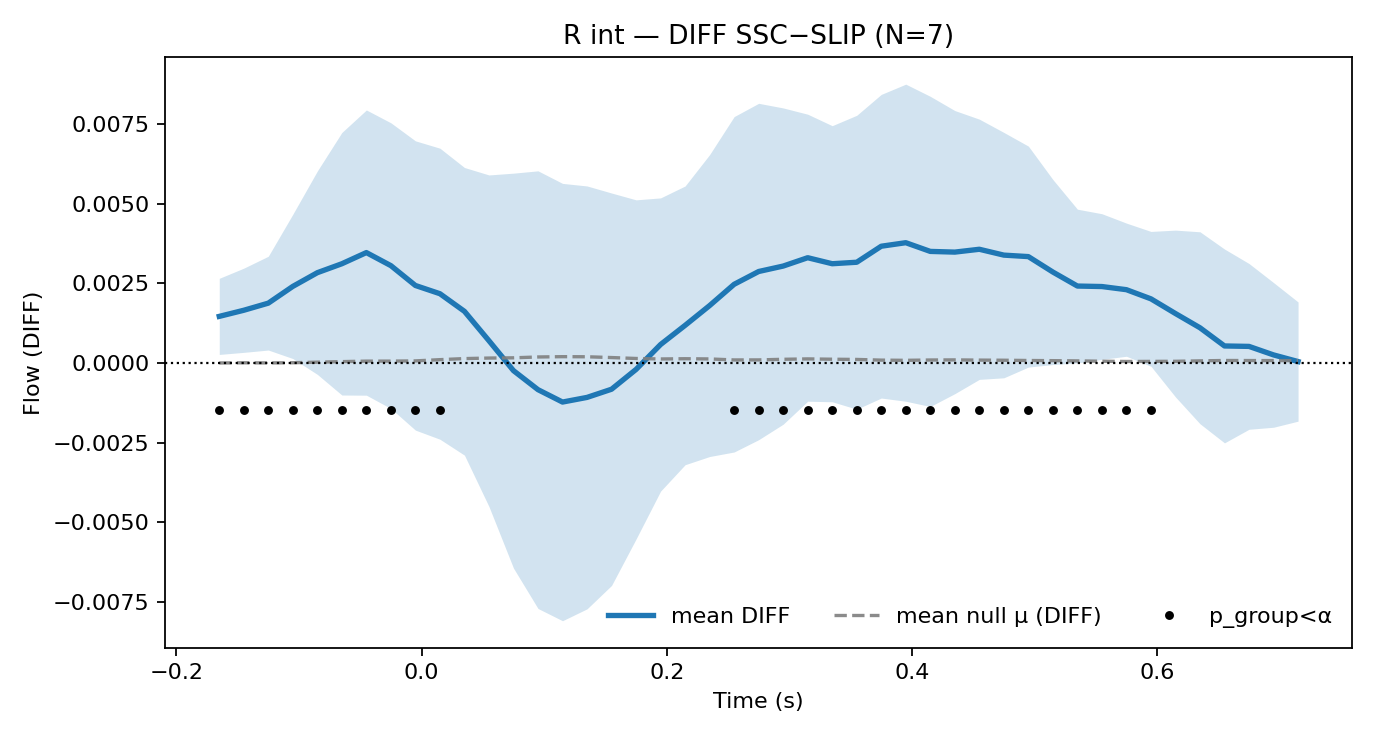 R int — DIFF SSC−SLIP (N=7)
Flow (DIFF)
0.0075
0.0050
0.0025
0.0000
−0.0025
−0.0050
−0.0075
mean DIFF
mean null μ (DIFF)
p_group<α
−0.2
0.0
0.2
0.4
0.6
Time (s)